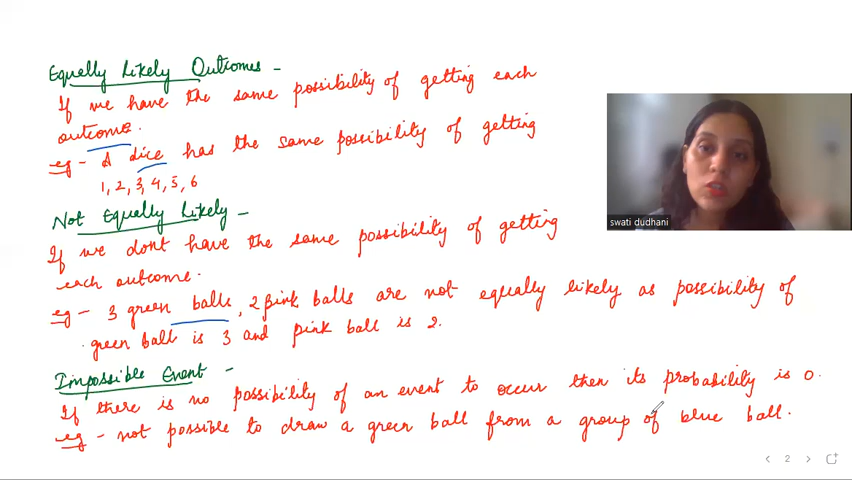 Equally Likely Outcomes -
If we have the same possibility of getting each
outcome.
eg - A dice has the same possibility of getting
1, 2, 3, 4, 5, 6
Not Equally Likely -
If we dont have the same possibility of getting
each outcome.
eg - 3 green balls, 2 pink balls are not equally likely as possibility of
green ball is 3 and pink ball is 2.
Impossible Event -
If there is no possibility of an event to occur then its probability is 0.
eg - not possible to draw a green ball from a group of blue ball.
swati dudhani
2